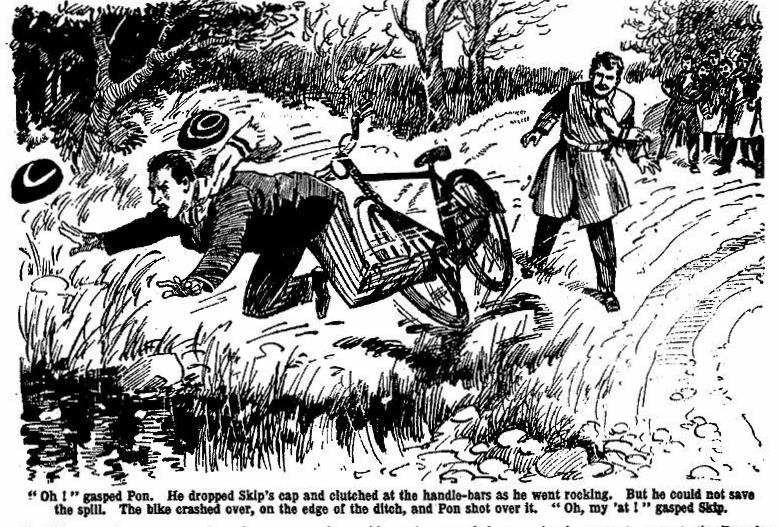 "Oh!" gasped Pon. He dropped Skip's cap and clutched at the handle-bars as he went rocking. But he could not save
the spill. The bike crashed over, on the edge of the ditch, and Pon shot over it. "Oh, my 'at!" gasped Skip.